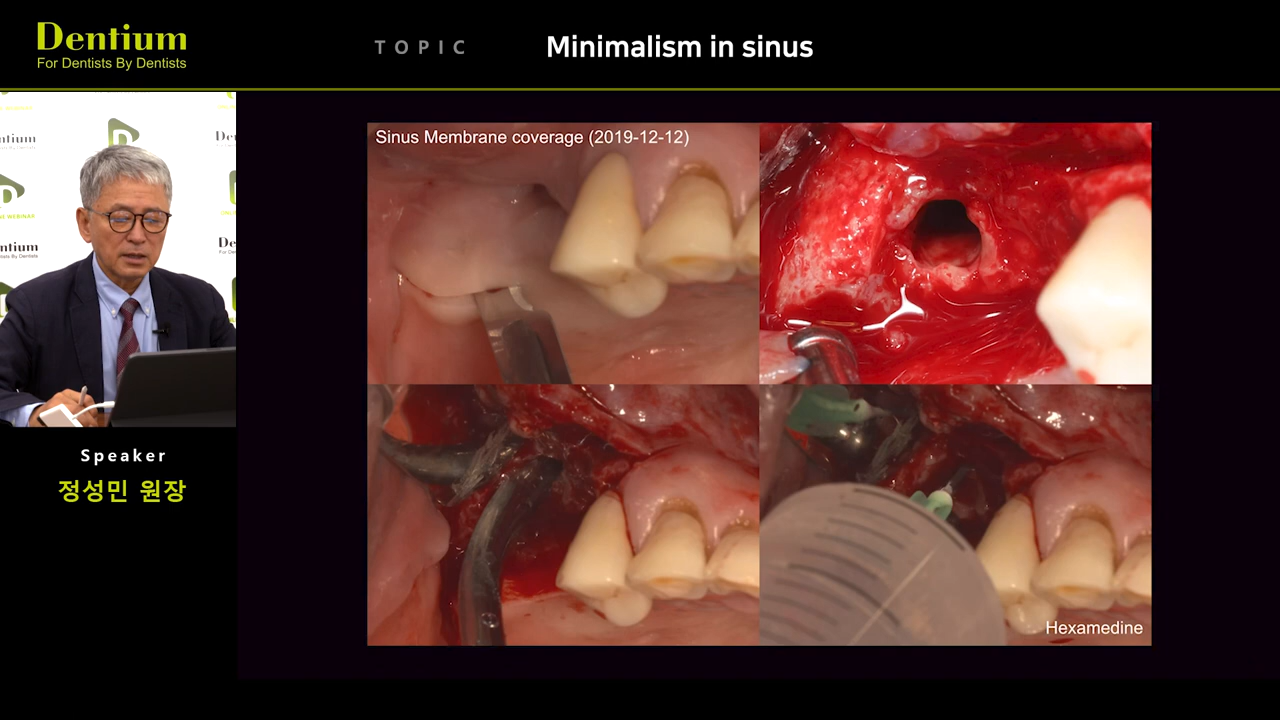 Dentium
For Dentists By Dentists
TOPIC
Minimalism in sinus
Sinus Membrane coverage (2019-12-12)
Hexamedine
Speaker
정성민 원장